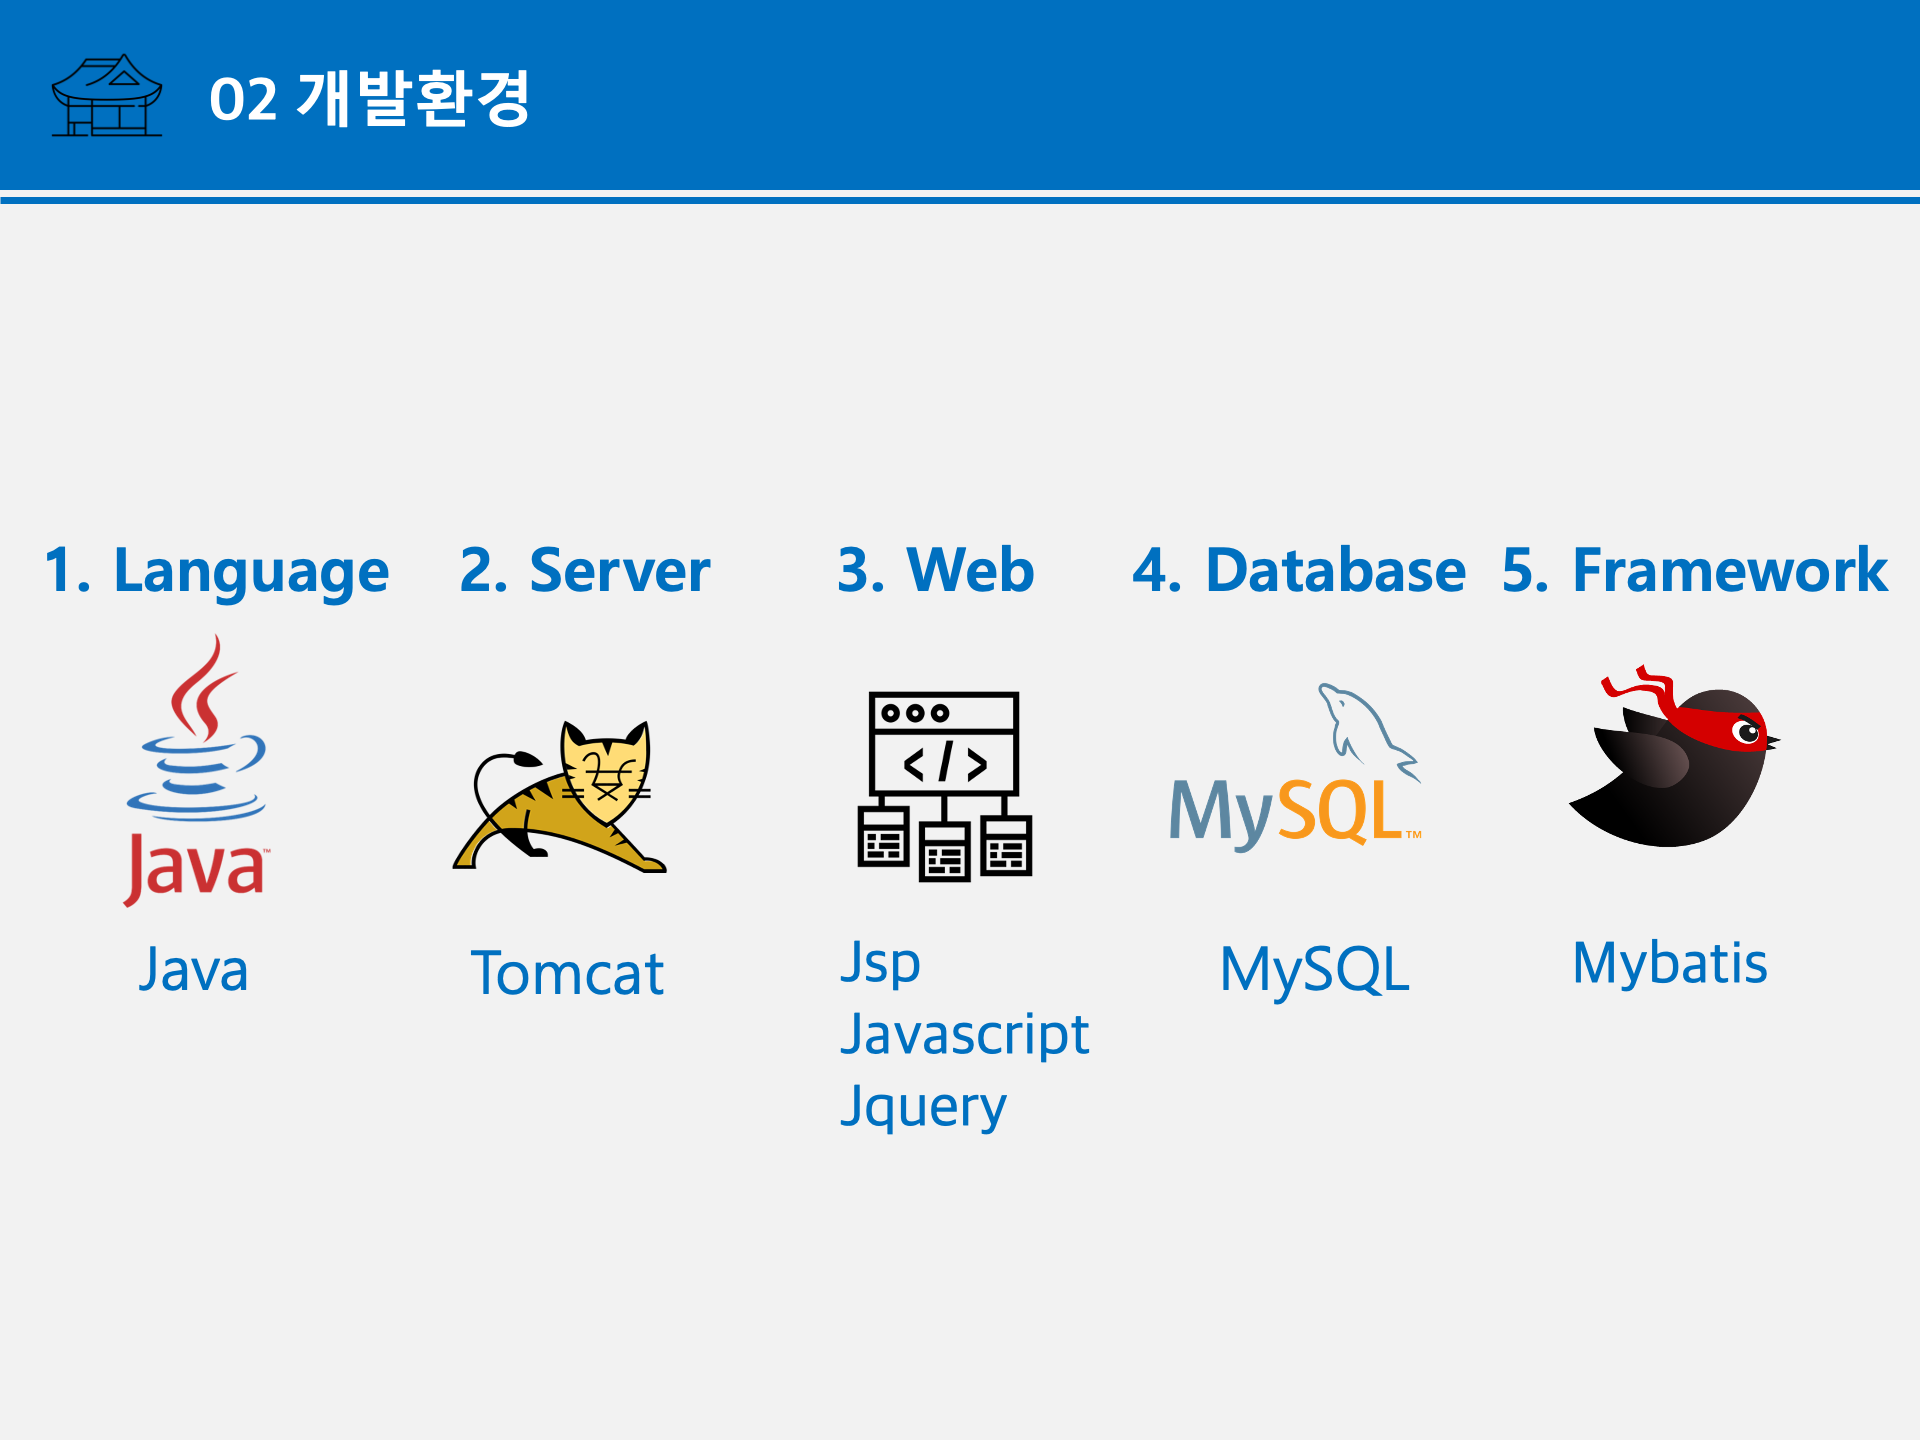 02 개발환경
1. Language
2. Server
3. Web
4. Database
5. Framework
</>
Java™
MySQL™
Java
Tomcat
Jsp
Javascript
Jquery
MySQL
Mybatis